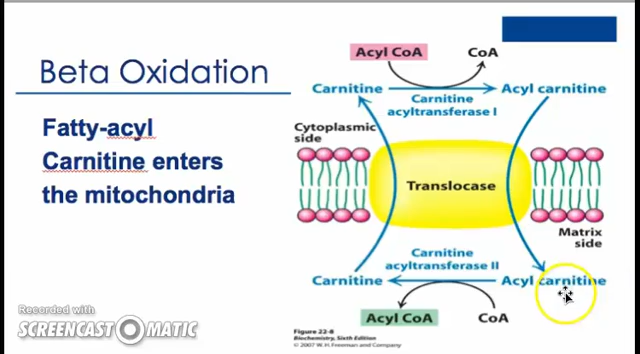 Beta Oxidation
Fatty-acyl
Carnitine enters
the mitochondria
Acyl CoA
CoA
Carnitine
Acyl carnitine
Carnitine
acyltransferase I
Cytoplasmic
side
Translocase
Matrix
side
Carnitine
acyltransferase II
Carnitine
Acyl carnitine
Acyl CoA
CoA
Figure 22-8
Biochemistry, Sixth Edition
© 2007 W. H. Freeman and Company
Recorded with
SCREENCAST MATIC